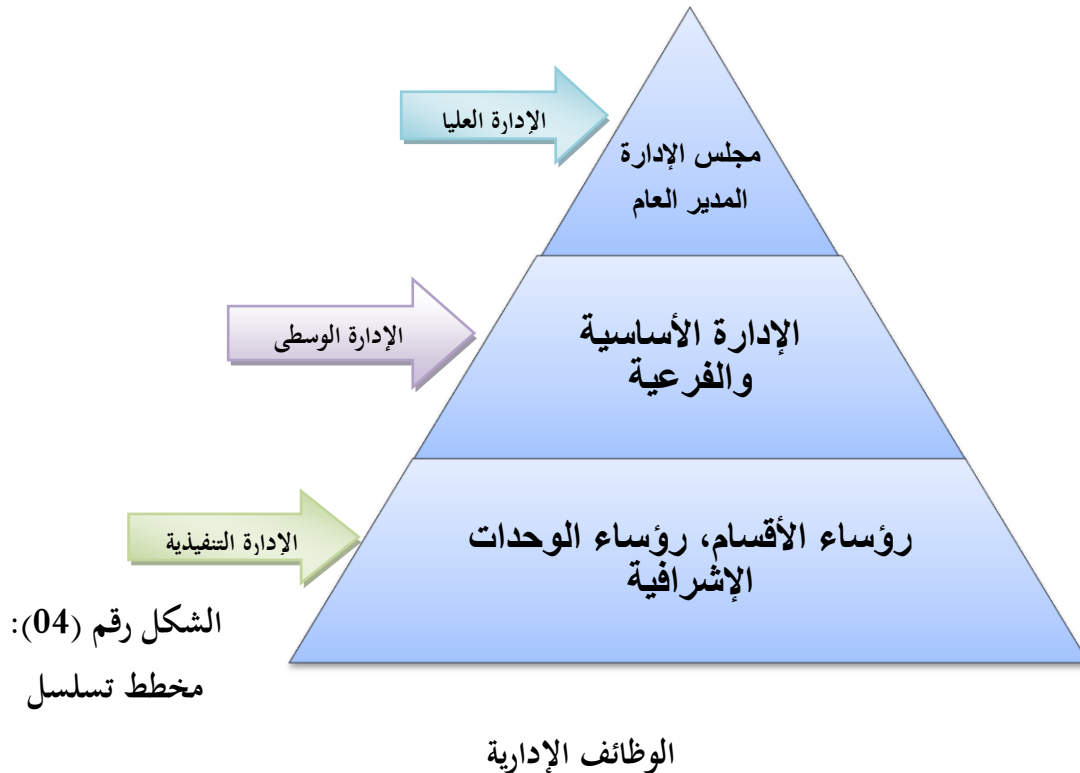 الإدارة العليا
مجلس الإدارة
المدير العام
الإدارة الوسطى
الإدارة الأساسية
والفرعية
الإدارة التنفيذية
رؤساء الأقسام، رؤساء الوحدات
الإشرافية
الشكل رقم (04):
مخطط تسلسل
الوظائف الإدارية